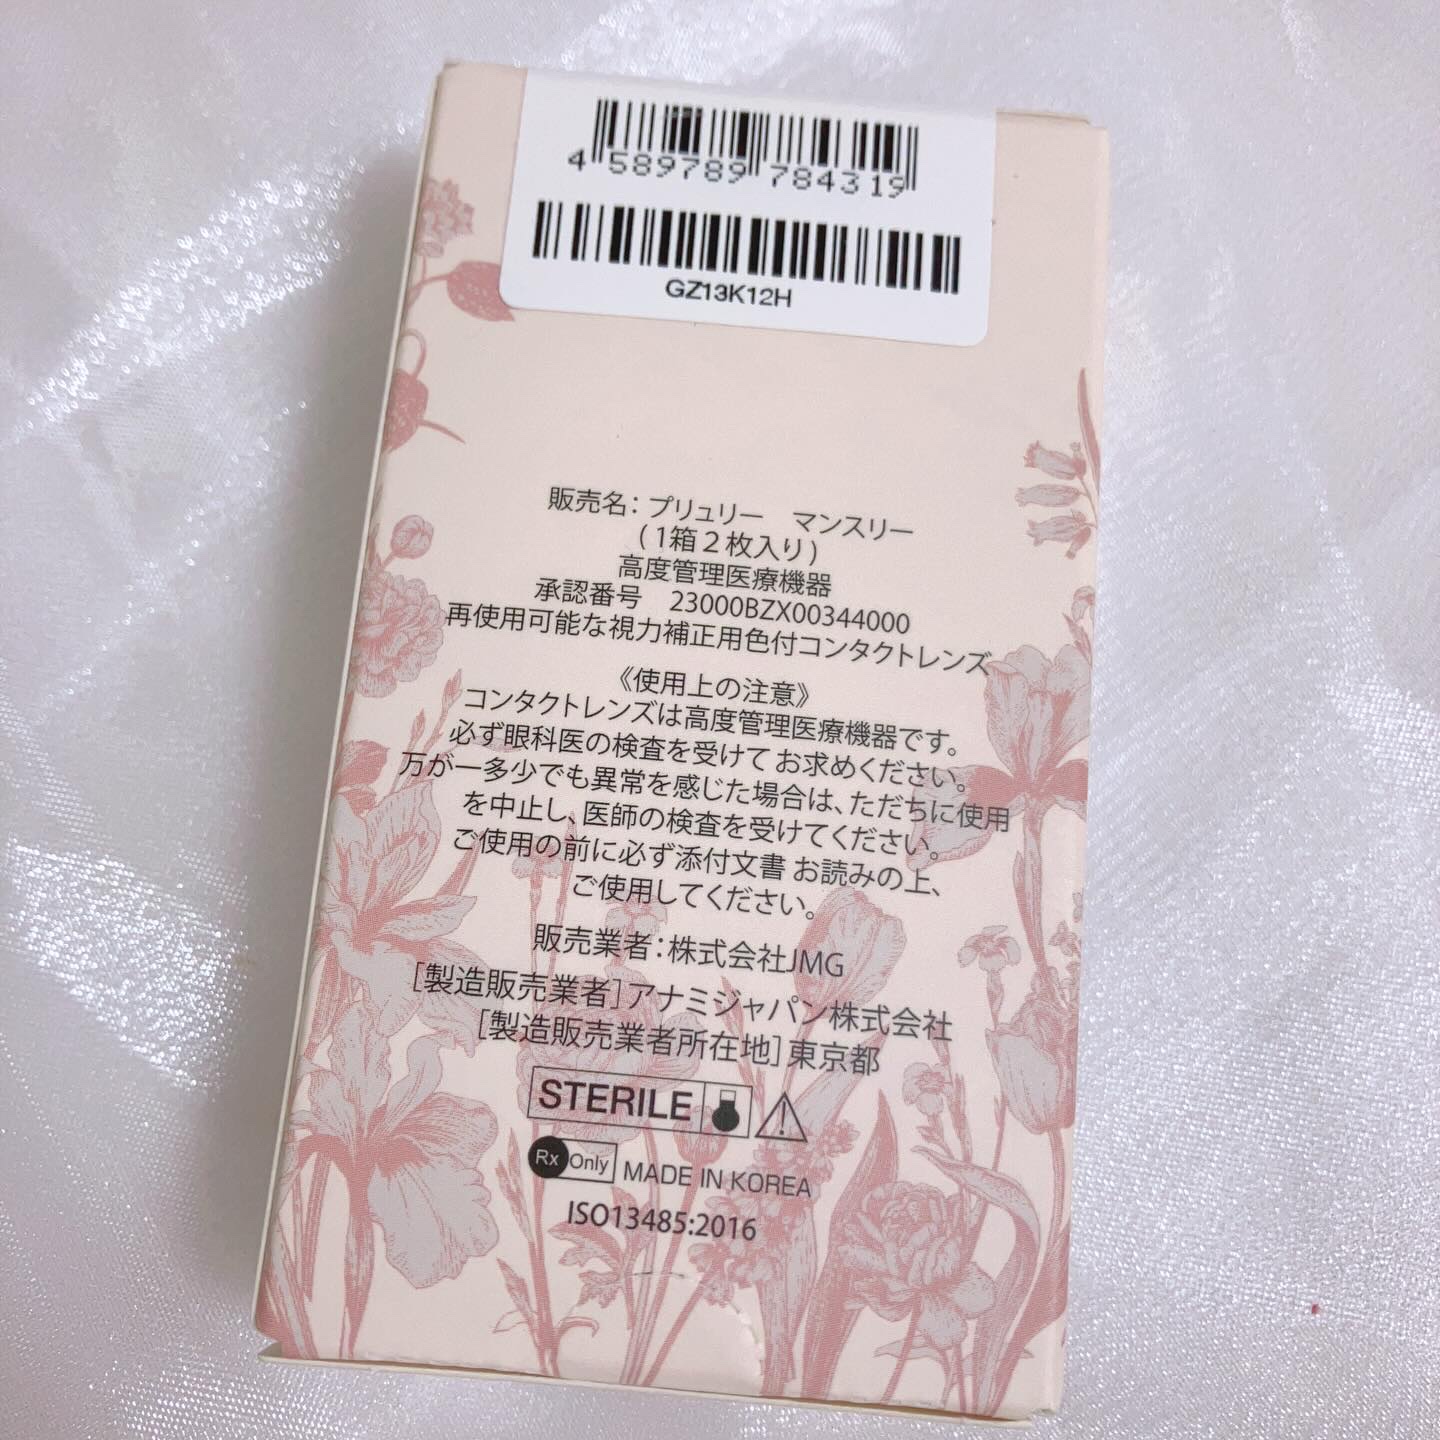 4 589789 784319
GZ13K12H
販売名：プリュリー　マンスリー
(1箱２枚入り)
高度管理医療機器
承認番号　23000BZX00344000
再使用可能な視力補正用色付コンタクトレンズ
《使用上の注意》
コンタクトレンズは高度管理医療機器です。
必ず眼科医の検査を受けて お求めください。
万が一多少でも異常を感じた場合は、ただちに使用
を中止し、医師の検査を受けてください。
ご使用の前に必ず添付文書 お読みの上、
ご使用してください。
販売業者：株式会社JMG
[製造販売業者]アナミジャパン株式会社
[製造販売業者所在地]東京都
STERILE
Rx Only MADE IN KOREA
ISO13485:2016